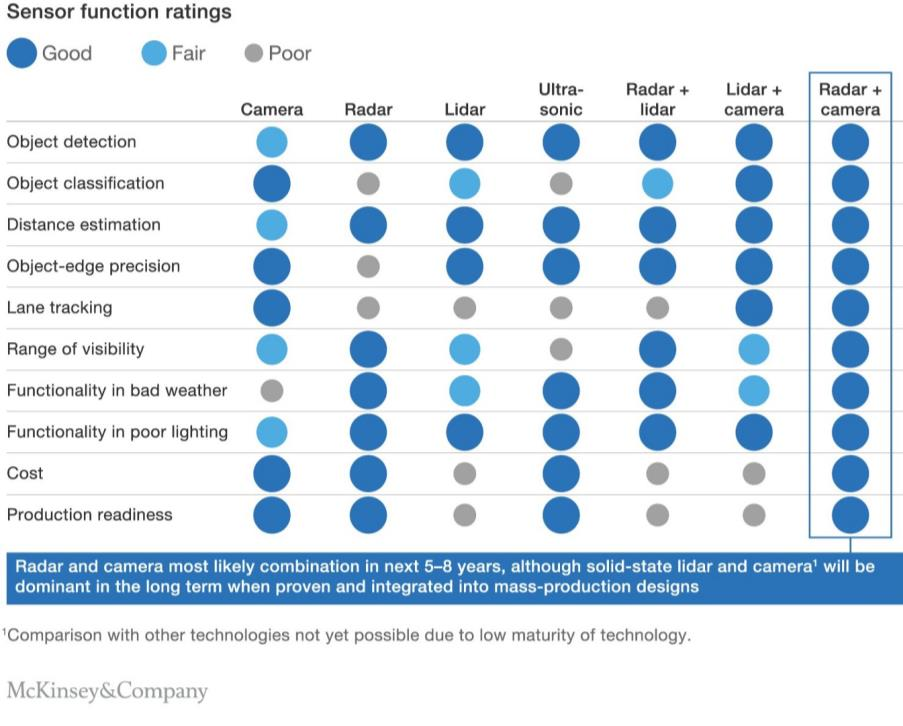 Sensor function ratings
Good Fair Poor
Camera Radar Lidar Ultra-sonic Radar + lidar Lidar + camera Radar + camera
Object detection
Object classification
Distance estimation
Object-edge precision
Lane tracking
Range of visibility
Functionality in bad weather
Functionality in poor lighting
Cost
Production readiness
Radar and camera most likely combination in next 5–8 years, although solid-state lidar and camera¹ will be
dominant in the long term when proven and integrated into mass-production designs
¹Comparison with other technologies not yet possible due to low maturity of technology.
McKinsey&Company